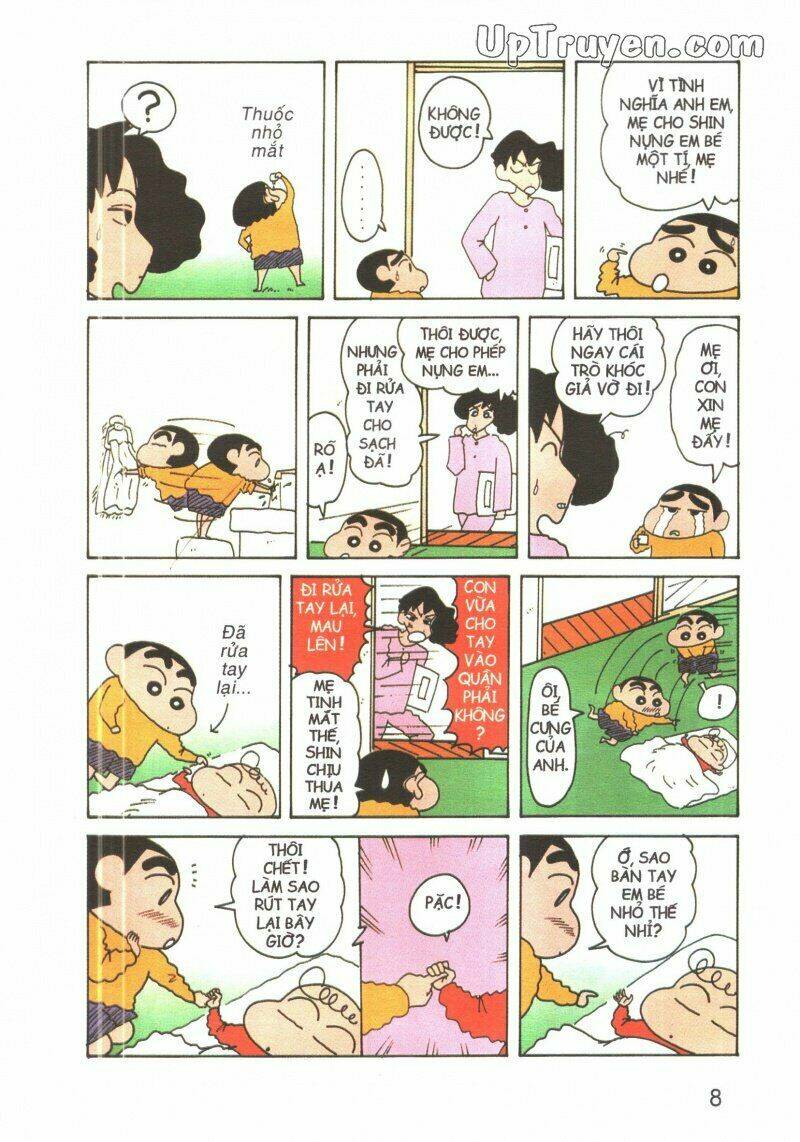 UpTruyen.com
VÌ TÌNH
NGHĨA ANH EM,
MẸ CHO SHIN
NỰNG EM BÉ
MỘT TÍ, MẸ
NHÉ!
KHÔNG
ĐƯỢC!
......
?
Thuốc
nhỏ
mắt
MẸ
ƠI,
CON
XIN
MẸ
ĐẤY!
HÃY THÔI
NGAY CÁI
TRÒ KHÓC
GIẢ VỜ ĐI!
THÔI ĐƯỢC,
MẸ CHO PHÉP
NỰNG EM...
NHƯNG
PHẢI
ĐI RỬA
TAY
CHO
SẠCH
ĐÃ!
RÕ
Ạ!
!
ÔI,
BÉ
CƯNG
CỦA
ANH.
CON
VỪA
CHO
TAY
VÀO
QUẦN
PHẢI
KHÔNG
?
ĐI RỬA
TAY LẠI,
MAU
LÊN!
MẸ
TINH
MẮT
THẾ,
SHIN
CHỊU
THUA
MẸ!
Đã
rửa
tay
lại...
Ơ, SAO
BÀN TAY
EM BÉ
NHỎ THẾ
NHỈ?
PẶC!
THÔI
CHẾT!
LÀM SAO
RÚT TAY
LẠI BÂY
GIỜ?
8